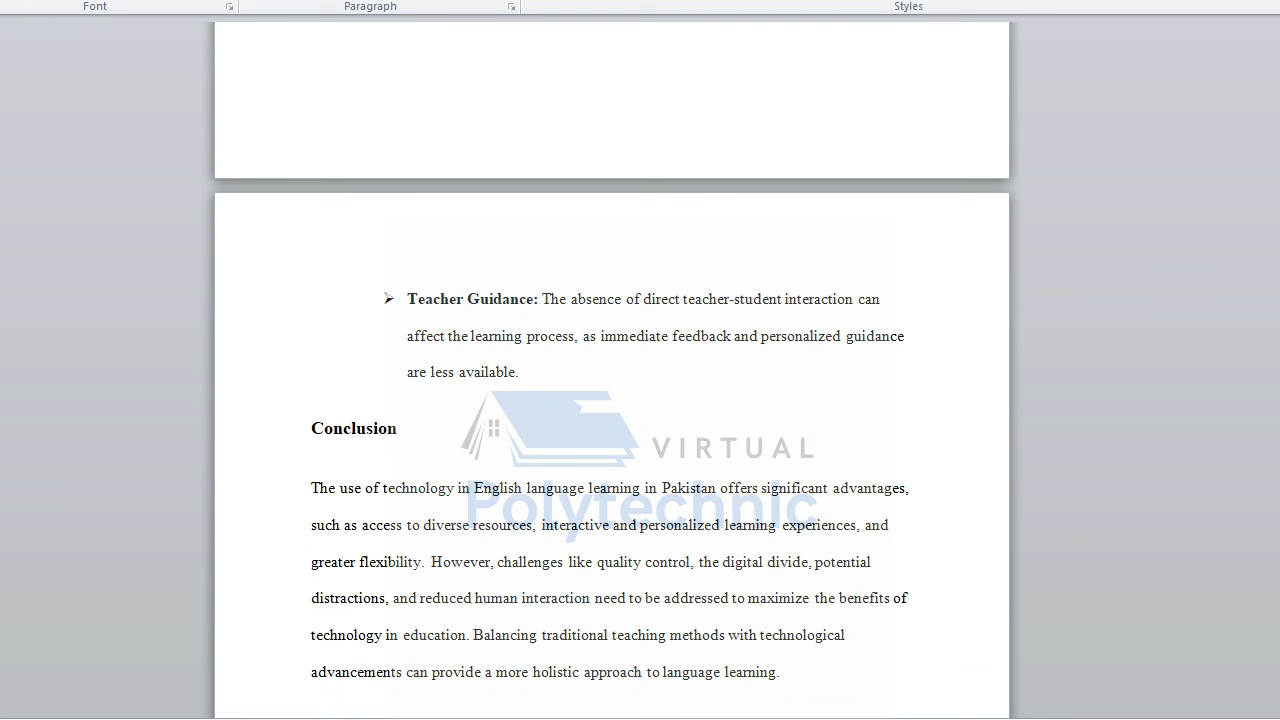 Font Paragraph Styles
Teacher Guidance: The absence of direct teacher-student interaction can
affect the learning process, as immediate feedback and personalized guidance
are less available.
Conclusion
VIRTUAL
Polytechnic
The use of technology in English language learning in Pakistan offers significant advantages,
such as access to diverse resources, interactive and personalized learning experiences, and
greater flexibility. However, challenges like quality control, the digital divide, potential
distractions, and reduced human interaction need to be addressed to maximize the benefits of
technology in education. Balancing traditional teaching methods with technological
advancements can provide a more holistic approach to language learning.